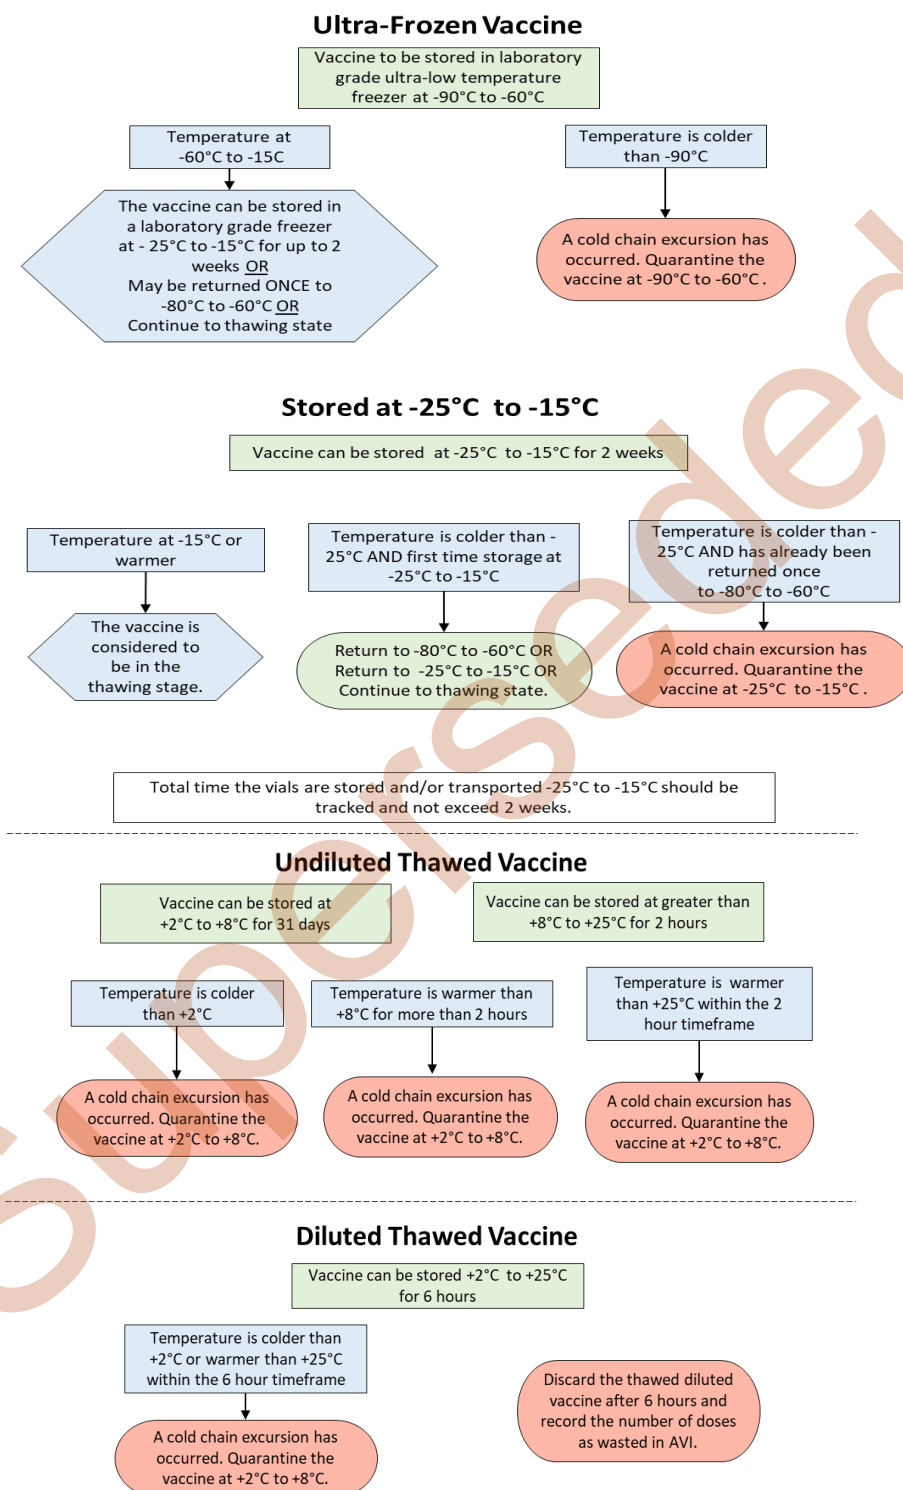 Ultra-Frozen Vaccine
Vaccine to be stored in laboratory
grade ultra-low temperature
freezer at -90°C to -60°C
Temperature at
-60°C to -15C
Temperature is colder
than -90°C
The vaccine can be stored in
a laboratory grade freezer
at - 25°C to -15°C for up to 2
weeks OR
May be returned ONCE to
-80°C to -60°C OR
Continue to thawing state
A cold chain excursion has
occurred. Quarantine the
vaccine at -90°C to -60°C .
Stored at -25°C to -15°C
Vaccine can be stored at -25°C to -15°C for 2 weeks
Temperature at -15°C or
warmer
Temperature is colder than -
25°C AND first time storage at
-25°C to -15°C
Temperature is colder than -
25°C AND has already been
returned once
to -80°C to -60°C
The vaccine is
considered to
be in the
thawing stage.
Return to -80°C to -60°C OR
Return to -25°C to -15°C OR
Continue to thawing state.
A cold chain excursion has
occurred. Quarantine the
vaccine at -25°C to -15°C .
Total time the vials are stored and/or transported -25°C to -15°C should be
tracked and not exceed 2 weeks.
Undiluted Thawed Vaccine
Vaccine can be stored at
+2°C to +8°C for 31 days
Vaccine can be stored at greater than
+8°C to +25°C for 2 hours
Temperature is colder
than +2°C
Temperature is warmer than
+8°C for more than 2 hours
Temperature is warmer
than +25°C within the 2
hour timeframe
A cold chain excursion has
occurred. Quarantine the
vaccine at +2°C to +8°C.
A cold chain excursion has
occurred. Quarantine the
vaccine at +2°C to +8°C.
A cold chain excursion has
occurred. Quarantine the
vaccine at +2°C to +8°C.
Diluted Thawed Vaccine
Vaccine can be stored +2°C to +25°C
for 6 hours
Temperature is colder than
+2°C or warmer than +25°C
within the 6 hour timeframe
A cold chain excursion has
occurred. Quarantine the
vaccine at +2°C to +8°C.
Discard the thawed diluted
vaccine after 6 hours and
record the number of doses
as wasted in AVI.
Superseded